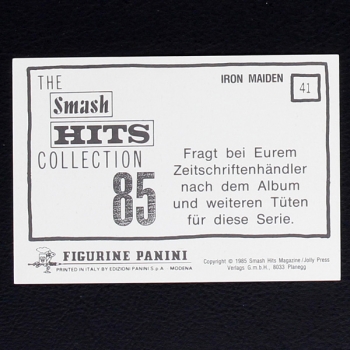 THE
Smash
HITS
COLLECTION
85
IRON MAIDEN
41
Fragt bei Eurem
Zeitschriftenhändler
nach dem Album
und weiteren Tüten
für diese Serie.
FIGURINE PANINI
PRINTED IN ITALY BY EDIZIONI PANINI S.p.A. - MODENA
Copyright © 1985 Smash Hits Magazine / Jolly Press
Verlags G.m.b.H., 8033 Planegg